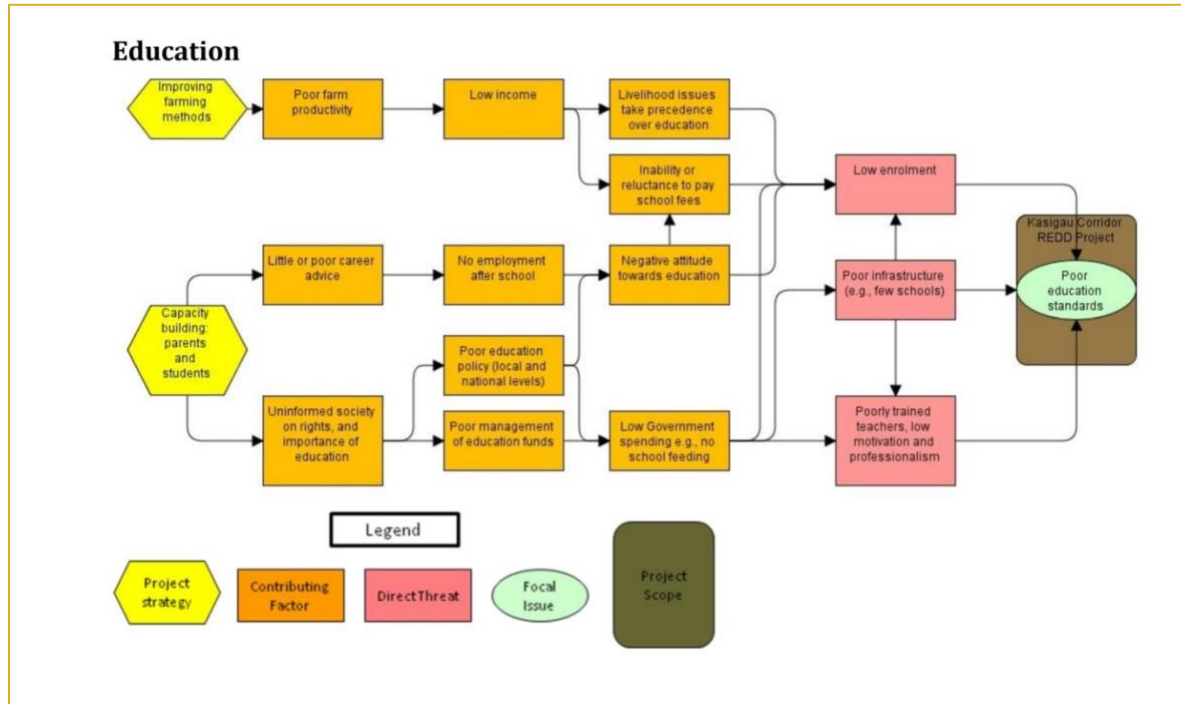 Education
Improving
farming
methods
Poor farm
productivity
Low income
Livelihood issues
take precedence
over education
Inability or
reluctance to pay
school fees
Low enrolment
Kasigau Corridor
REDD Project
Little or poor career
advice
No employment
after school
Negative attitude
towards education
Poor infrastructure
(e.g., few schools)
Poor
education
standards
Capacity
building:
parents
and
students
Poor education
policy (local and
national levels)
Uninformed society
on rights, and
importance of
education
Poor management
of education funds
Low Government
spending e.g., no
school feeding
Poorly trained
teachers, low
motivation and
professionalism
Legend
Project
strategy
Contributing
Factor
DirectThreat
Focal
Issue
Project
Scope